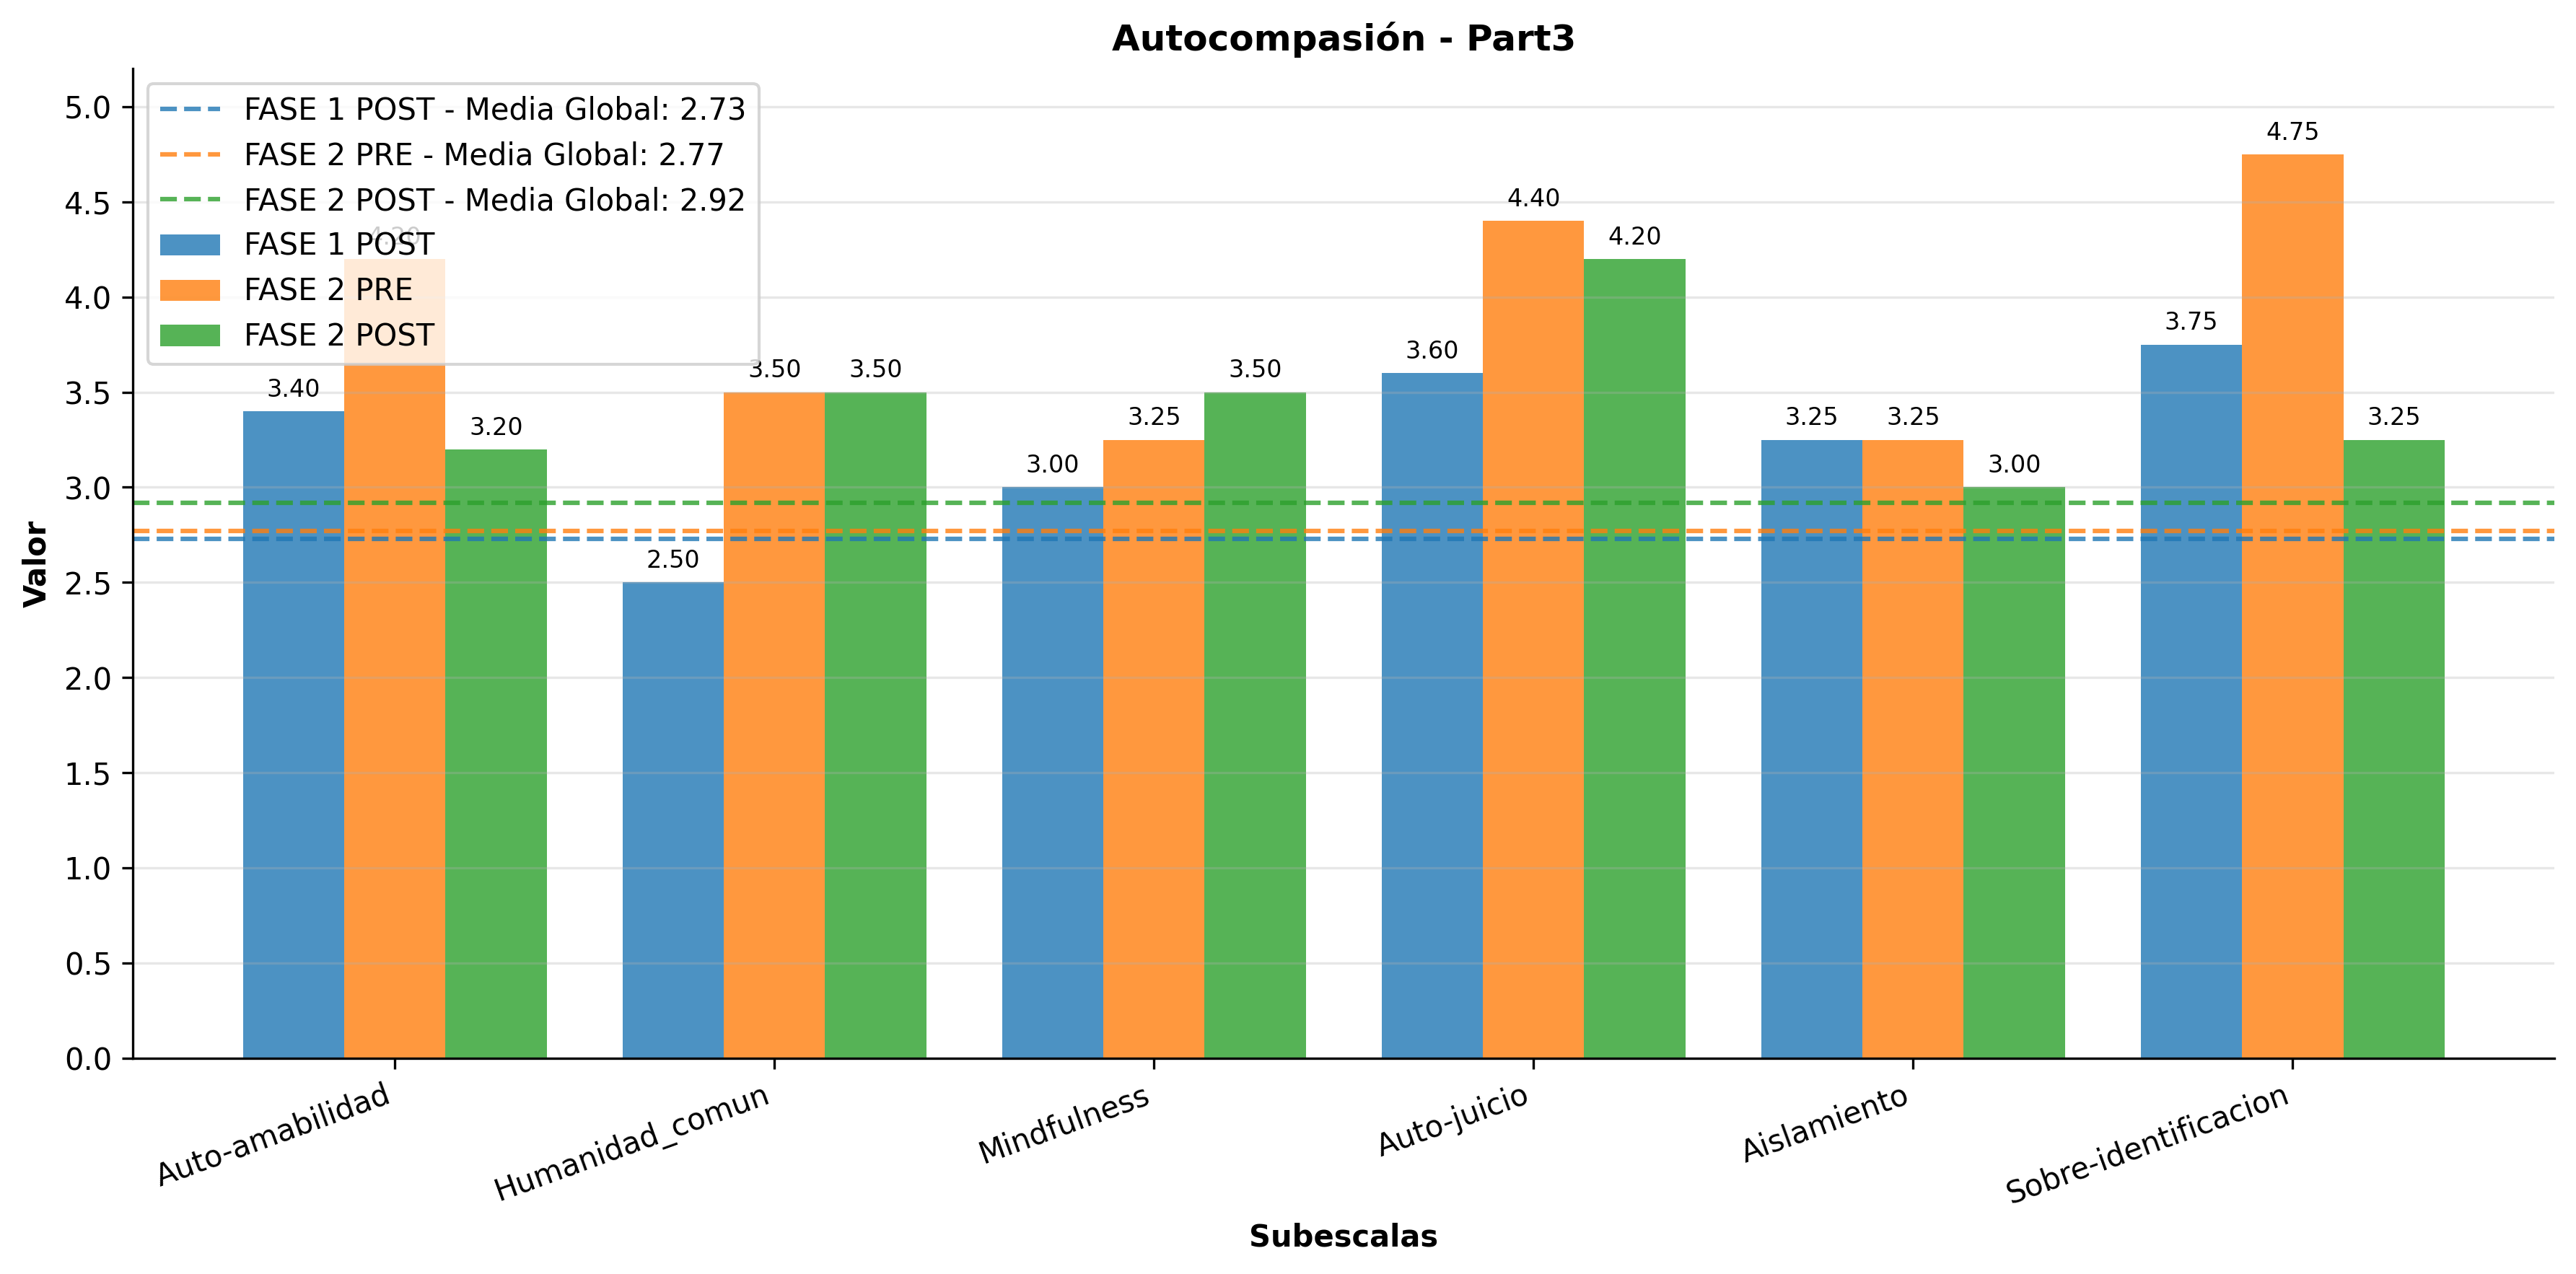 Autocompasión - Part3
FASE 1 POST - Media Global: 2.73
FASE 2 PRE - Media Global: 2.77
FASE 2 POST - Media Global: 2.92
FASE 1 POST
FASE 2 PRE
FASE 2 POST
Valor
5.0
4.5
4.0
3.5
3.0
2.5
2.0
1.5
1.0
0.5
0.0
3.40
4.20
3.20
2.50
3.50
3.50
3.00
3.25
3.50
3.60
4.40
4.20
3.25
3.25
3.00
3.75
4.75
3.25
Auto-amabilidad
Humanidad_comun
Mindfulness
Auto-juicio
Aislamiento
Sobre-identificacion
Subescalas